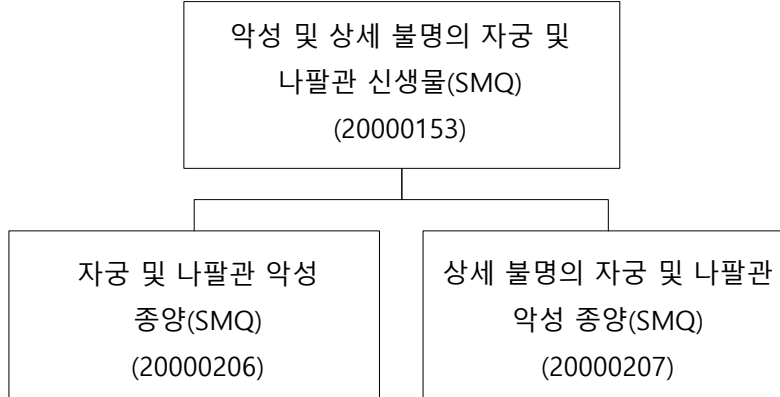 악성 및 상세 불명의 자궁 및
나팔관 신생물(SMQ)
(20000153)
자궁 및 나팔관 악성
종양(SMQ)
(20000206)
상세 불명의 자궁 및 나팔관
악성 종양(SMQ)
(20000207)